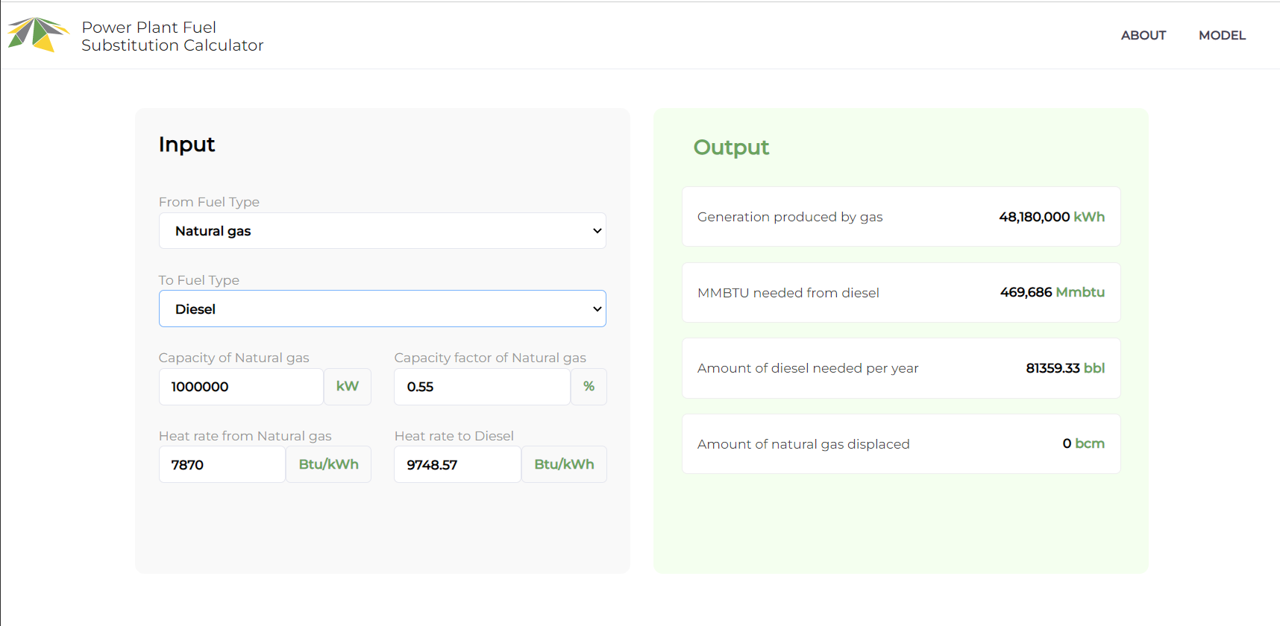 Power Plant Fuel
Substitution Calculator
ABOUT
MODEL
Input
From Fuel Type
Natural gas
To Fuel Type
Diesel
Capacity of Natural gas
Capacity factor of Natural gas
1000000
kW
0.55
%
Heat rate from Natural gas
Heat rate to Diesel
7870
Btu/kWh
9748.57
Btu/kWh
Output
Generation produced by gas
48,180,000 kWh
MMBTU needed from diesel
469,686 Mmbtu
Amount of diesel needed per year
81359.33 bbl
Amount of natural gas displaced
0 bcm